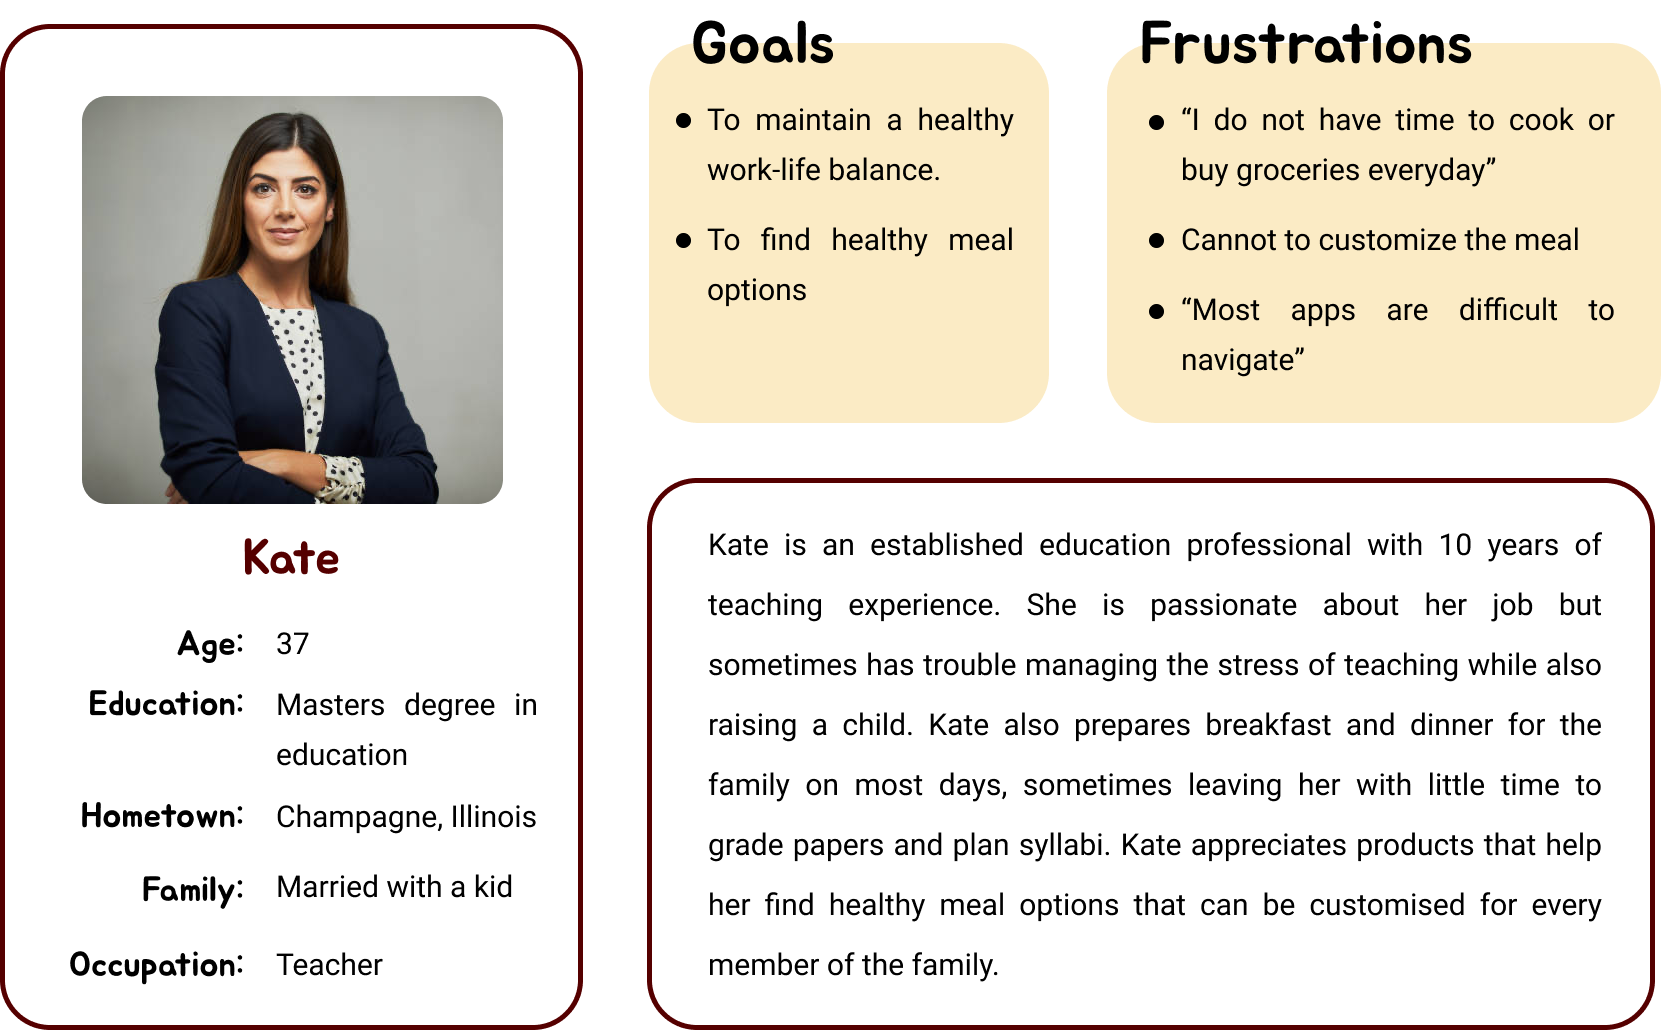 Kate
Age: 37
Education: Masters degree in
education
Hometown: Champagne, Illinois
Family: Married with a kid
Occupation: Teacher
Goals
● To maintain a healthy
work-life balance.
● To find healthy meal
options
Frustrations
● “I do not have time to cook or
buy groceries everyday”
● Cannot to customize the meal
● “Most apps are difficult to
navigate”
Kate is an established education professional with 10 years of
teaching experience. She is passionate about her job but
sometimes has trouble managing the stress of teaching while also
raising a child. Kate also prepares breakfast and dinner for the
family on most days, sometimes leaving her with little time to
grade papers and plan syllabi. Kate appreciates products that help
her find healthy meal options that can be customised for every
member of the family.